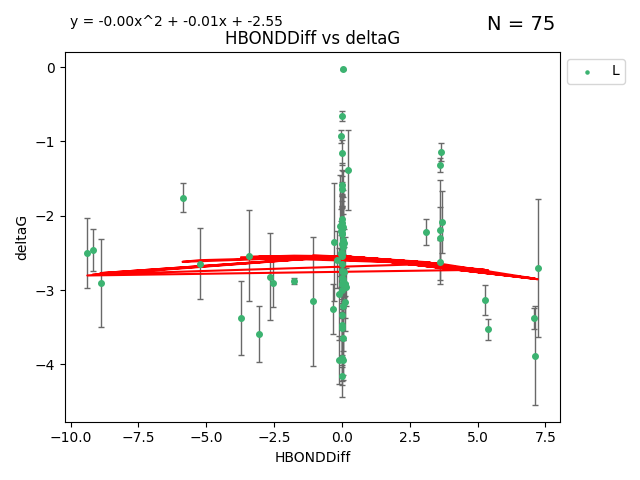 y = -0.00x^2 + -0.01x + -2.55
N = 75
HBONDDiff vs deltaG
L
0
−1
−2
−3
−4
deltaG
−10.0 −7.5 −5.0 −2.5 0.0 2.5 5.0 7.5
HBONDDiff